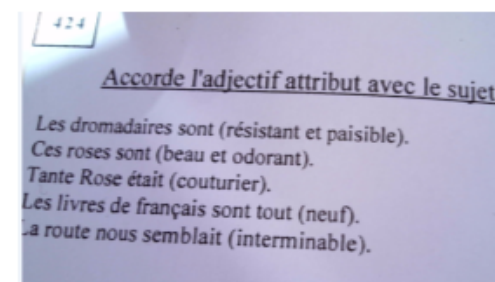 424
Accorde l'adjectif attribut avec le sujet
Les dromadaires sont (résistant et paisible).
Ces roses sont (beau et odorant).
Tante Rose était (couturier).
Les livres de français sont tout (neuf).
La route nous semblait (interminable).